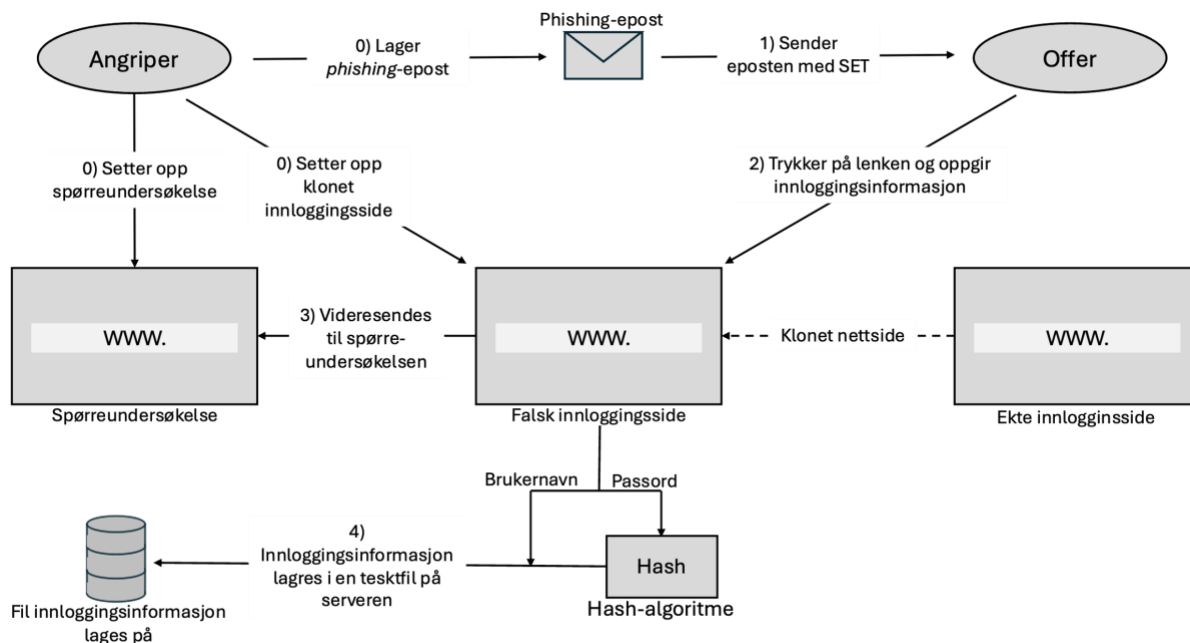 Phishing-epost
Angriper
0) Lager
phishing-epost
1) Sender
eposten med SET
Offer
0) Setter opp
spørreundersøkelse
0) Setter opp
klonet
innloggingsside
2) Trykker på lenken og oppgir
innloggingsinformasjon
WWW.
3) Videresendes
til spørre-
undersøkelsen
WWW.
Klonet nettside
WWW.
Spørreundersøkelse
Falsk innloggingsside
Ekte innlogginsside
Brukernavn
Passord
4)
Innloggingsinformasjon
lagres i en tesktfil på
serveren
Hash
Hash-algoritme
Fil innloggingsinformasjon
lages på